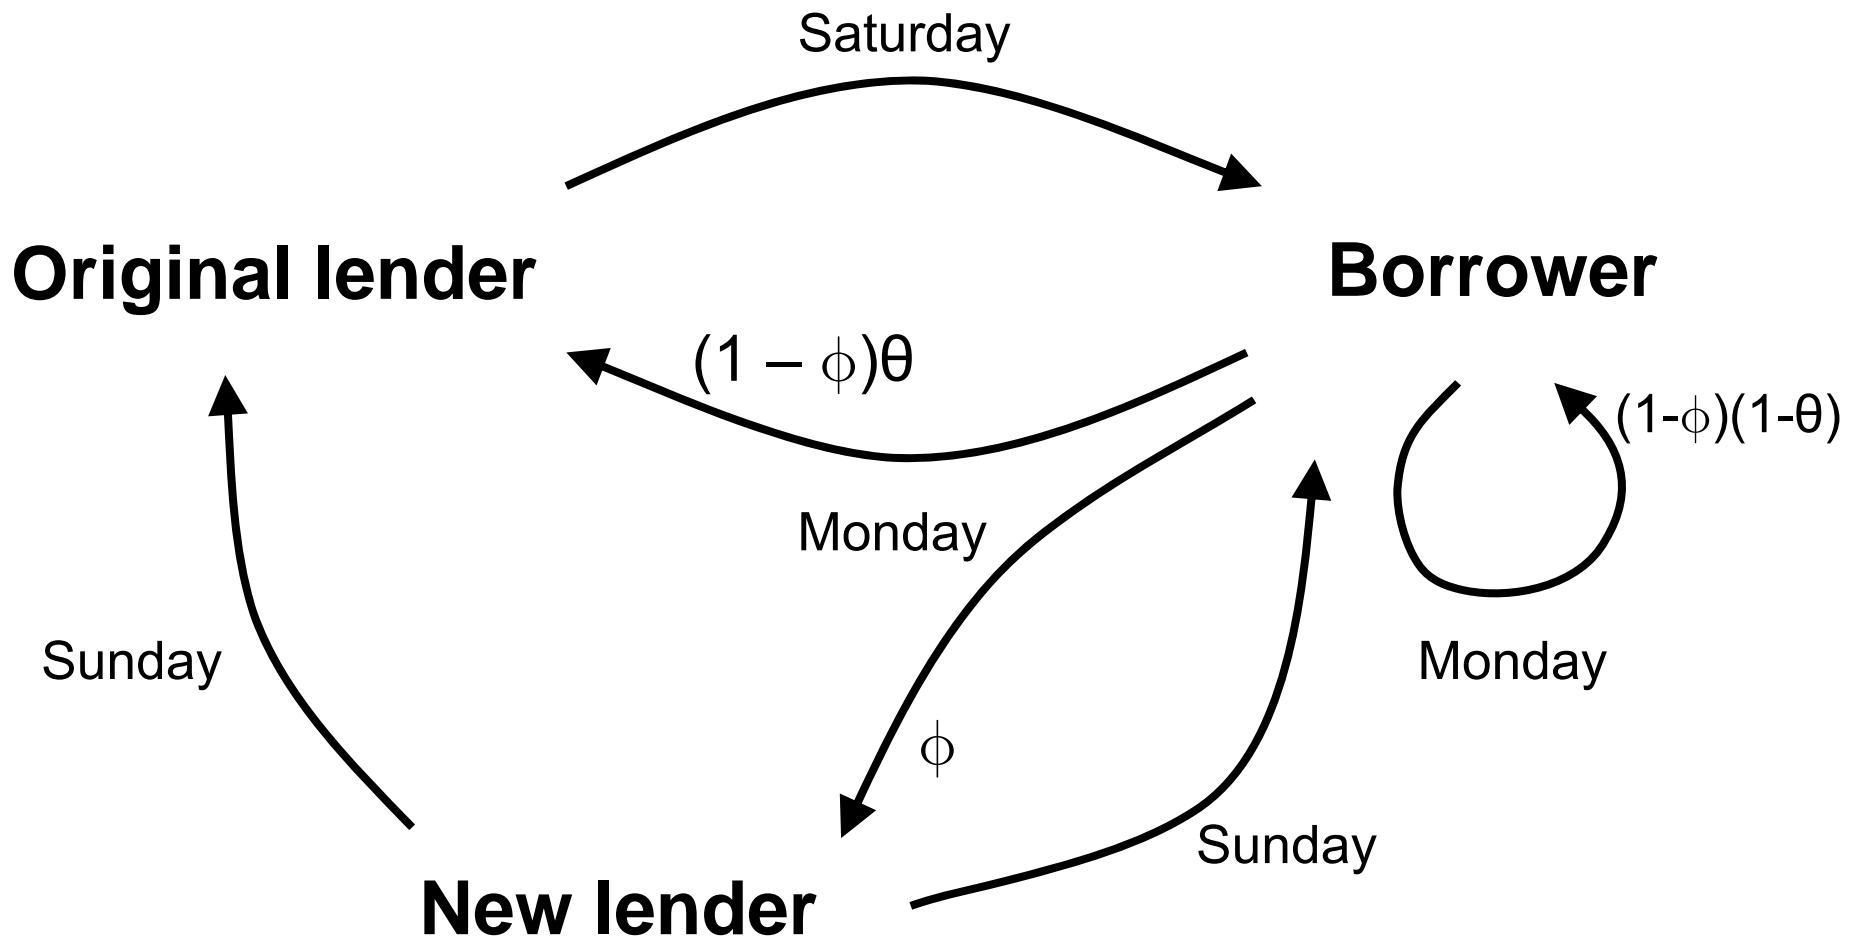 Saturday
Original lender
Borrower
(1 – ϕ)θ
(1-ϕ)(1-θ)
Monday
Sunday
Monday
ϕ
Sunday
New lender